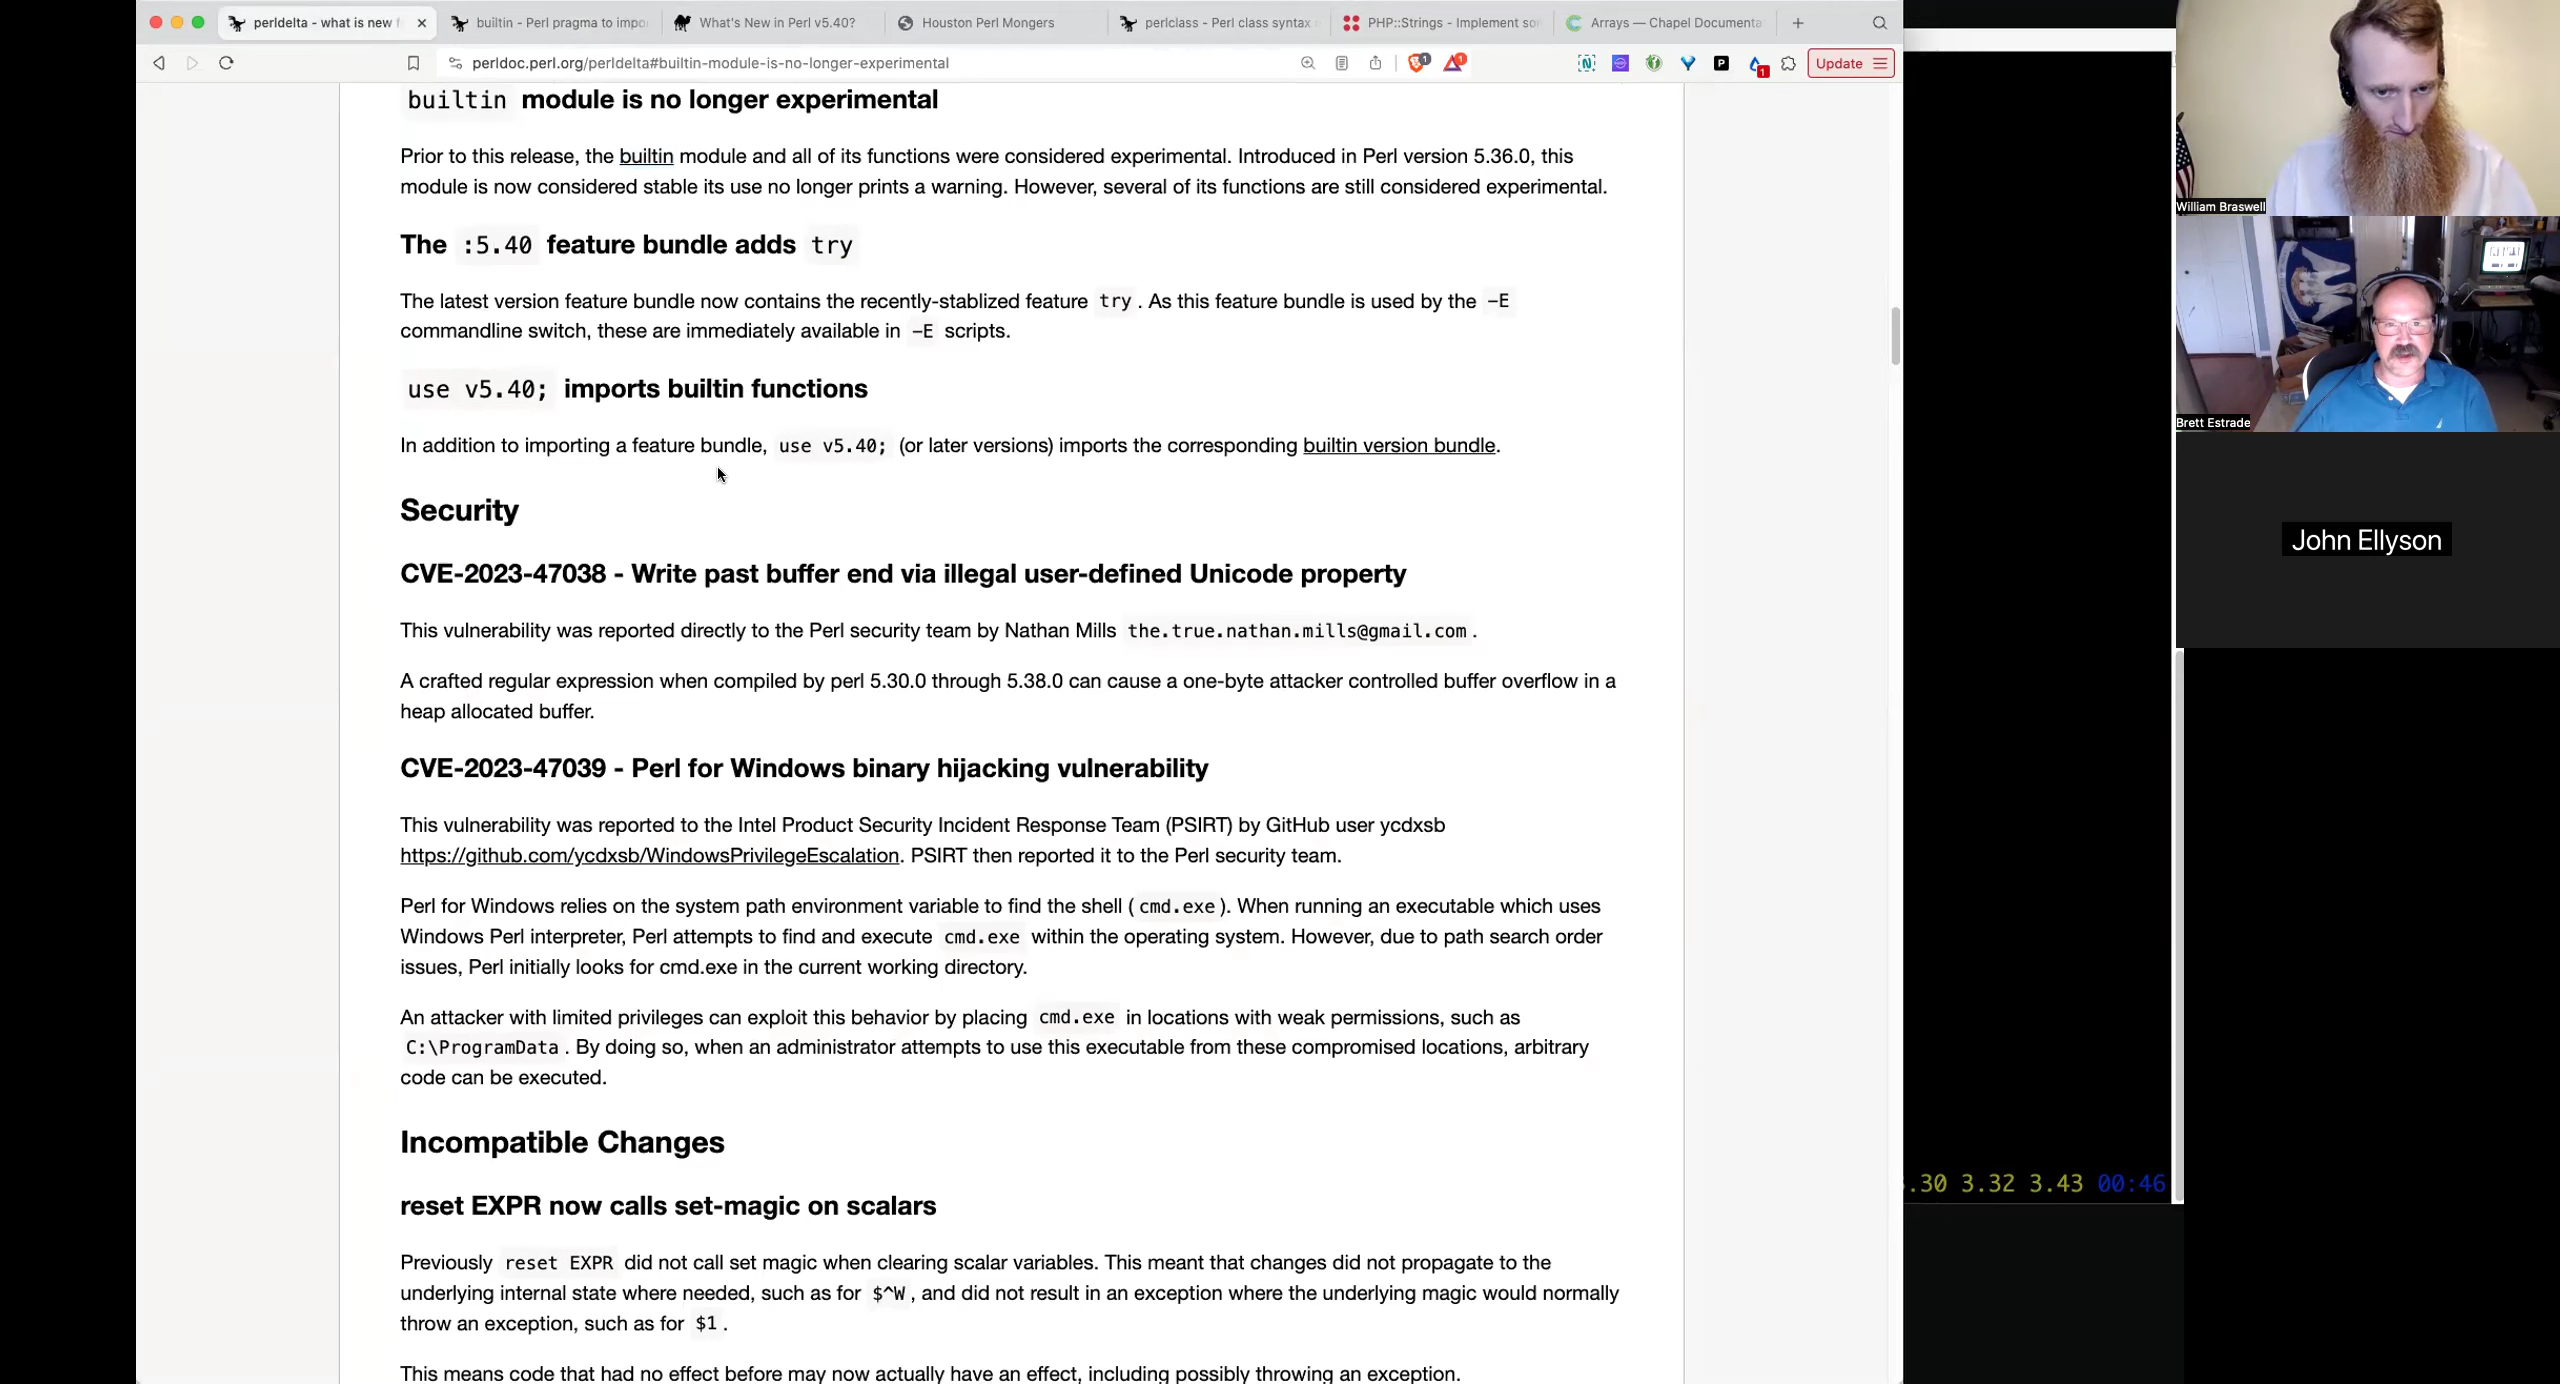 perldelta - what is new f
builtin - Perl pragma to impo
What's New in Perl v5.40?
Houston Perl Mongers
perlclass - Perl class syntax
PHP::Strings - Implement so
Arrays — Chapel Documenta
perldoc.perl.org/perldelta#builtin-module-is-no-longer-experimental
Update
builtin module is no longer experimental
Prior to this release, the builtin module and all of its functions were considered experimental. Introduced in Perl version 5.36.0, this
module is now considered stable its use no longer prints a warning. However, several of its functions are still considered experimental.
The :5.40 feature bundle adds try
The latest version feature bundle now contains the recently-stablized feature try. As this feature bundle is used by the -E
commandline switch, these are immediately available in -E scripts.
use v5.40; imports builtin functions
In addition to importing a feature bundle, use v5.40; (or later versions) imports the corresponding builtin version bundle.
Security
CVE-2023-47038 - Write past buffer end via illegal user-defined Unicode property
This vulnerability was reported directly to the Perl security team by Nathan Mills the.true.nathan.mills@gmail.com.
A crafted regular expression when compiled by perl 5.30.0 through 5.38.0 can cause a one-byte attacker controlled buffer overflow in a
heap allocated buffer.
CVE-2023-47039 - Perl for Windows binary hijacking vulnerability
This vulnerability was reported to the Intel Product Security Incident Response Team (PSIRT) by GitHub user ycdxsb
https://github.com/ycdxsb/WindowsPrivilegeEscalation. PSIRT then reported it to the Perl security team.
Perl for Windows relies on the system path environment variable to find the shell (cmd.exe). When running an executable which uses
Windows Perl interpreter, Perl attempts to find and execute cmd.exe within the operating system. However, due to path search order
issues, Perl initially looks for cmd.exe in the current working directory.
An attacker with limited privileges can exploit this behavior by placing cmd.exe in locations with weak permissions, such as
C:\ProgramData. By doing so, when an administrator attempts to use this executable from these compromised locations, arbitrary
code can be executed.
Incompatible Changes
reset EXPR now calls set-magic on scalars
Previously reset EXPR did not call set magic when clearing scalar variables. This meant that changes did not propagate to the
underlying internal state where needed, such as for $^W, and did not result in an exception where the underlying magic would normally
throw an exception, such as for $1.
This means code that had no effect before may now actually have an effect, including possibly throwing an exception.
William Braswell
Brett Estrade
John Ellyson
.30 3.32 3.43 00:46